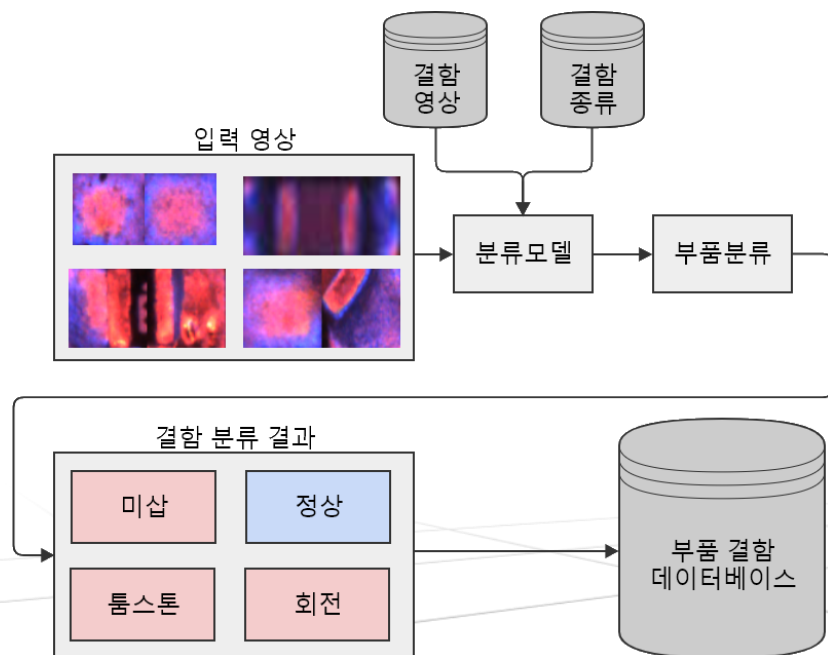 결함
영상
결함
종류
입력 영상
분류모델
부품분류
결함 분류 결과
미삽
정상
툼스톤
회전
부품 결함
데이터베이스